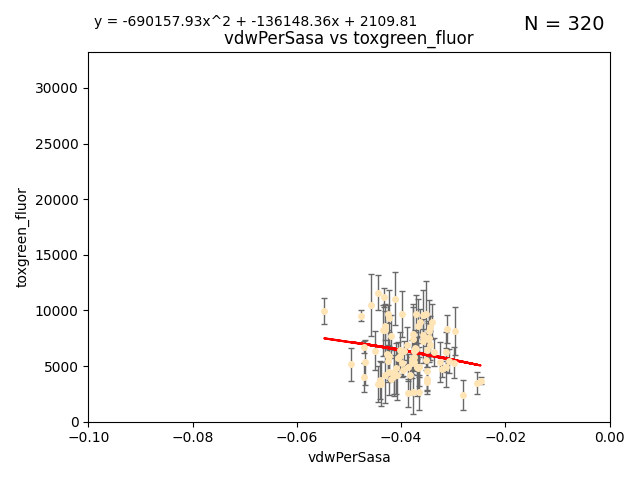 y = -690157.93x^2 + -136148.36x + 2109.81
N = 320
vdwPerSasa vs toxgreen_fluor
30000
25000
20000
15000
10000
5000
0
toxgreen_fluor
−0.10
−0.08
−0.06
−0.04
−0.02
0.00
vdwPerSasa